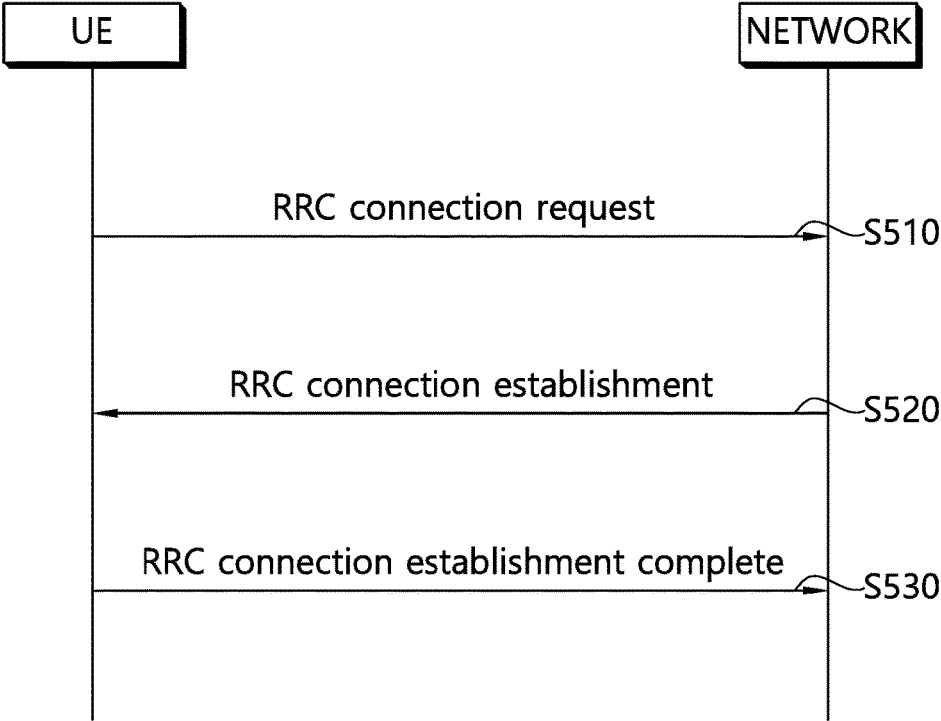 UE
NETWORK
RRC connection request
S510
RRC connection establishment
S520
RRC connection establishment complete
S530